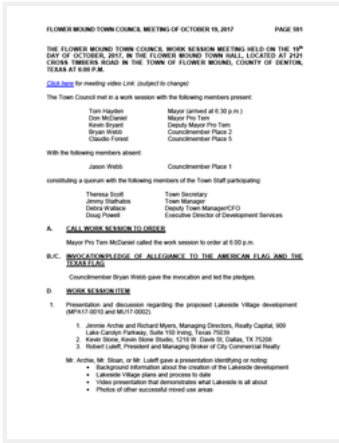 FLOWER MOUND TOWN COUNCIL MEETING OF OCTOBER 19, 2017 PAGE 591
THE FLOWER MOUND TOWN COUNCIL WORK SESSION MEETING HELD ON THE 19th
DAY OF OCTOBER, 2017, IN THE FLOWER MOUND TOWN HALL, LOCATED AT 2121
CROSS TIMBERS ROAD IN THE TOWN OF FLOWER MOUND, COUNTY OF DENTON,
TEXAS AT 6:00 P.M.
Click here for meeting video Link: (subject to change)
The Town Council met in a work session with the following members present:
Tom Hayden Mayor (arrived at 6:30 p.m.)
Don McDaniel Mayor Pro Tem
Kevin Bryant Deputy Mayor Pro Tem
Bryan Webb Councilmember Place 2
Claudio Forest Councilmember Place 5
With the following members absent:
Jason Webb Councilmember Place 1
constituting a quorum with the following members of the Town Staff participating:
Theresa Scott Town Secretary
Jimmy Stathatos Town Manager
Debra Wallace Deputy Town Manager/CFO
Doug Powell Executive Director of Development Services
A. CALL WORK SESSION TO ORDER
Mayor Pro Tem McDaniel called the work session to order at 6:00 p.m.
B./C. INVOCATION/PLEDGE OF ALLEGIANCE TO THE AMERICAN FLAG AND THE
TEXAS FLAG
Councilmember Bryan Webb gave the invocation and led the pledges.
D. WORK SESSION ITEM
1. Presentation and discussion regarding the proposed Lakeside Village development
(MPA17-0010 and MU17-0002).
1. Jimmie Archie and Richard Myers, Managing Directors, Realty Capital, 909
Lake Carolyn Parkway, Suite 150 Irving, Texas 75039
2. Kevin Sloan, Kevin Sloan Studio, 1218 W. Davis St, Dallas, TX 75208
3. Robert Luleff, President and Managing Broker of City Commercial Realty
Mr. Archie, Mr. Sloan, or Mr. Luleff gave a presentation identifying or noting:
• Background information about the creation of the Lakeside development
• Lakeside Village plans and process to date
• Video presentation that demonstrates what Lakeside is all about
• Photos of other successful mixed use areas